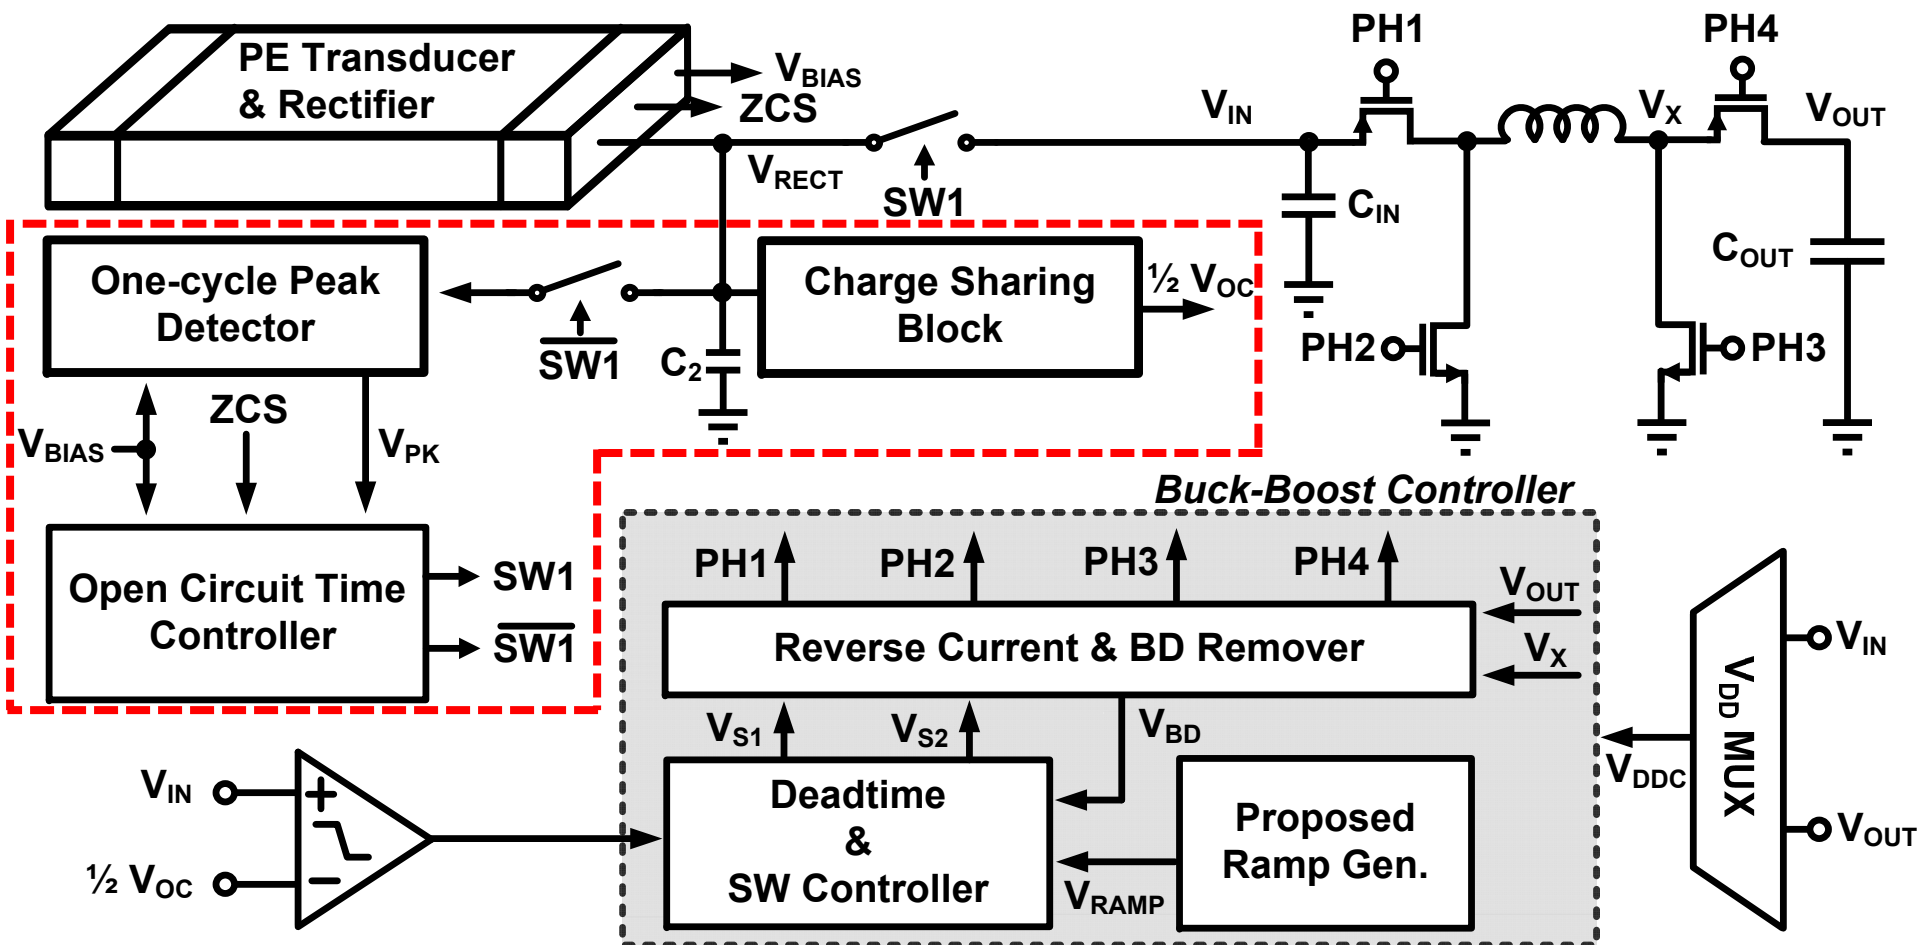 PH1
PH4
PE Transducer
& Rectifier
VBIAS
ZCS
VIN
VX
VOUT
VRECT
SW1
CIN
One-cycle Peak
Detector
Charge Sharing
Block
½ VOC
COUT
SW1
C2
PH2
PH3
ZCS
VBIAS
VPK
Buck-Boost Controller
PH1
PH2
PH3
PH4
Open Circuit Time
Controller
SW1
SW1
VOUT
Reverse Current & BD Remover
VX
VIN
VDD MUX
VS1
VS2
VBD
VDDC
VIN
Deadtime
&
SW Controller
Proposed
Ramp Gen.
VOUT
½ VOC
VRAMP